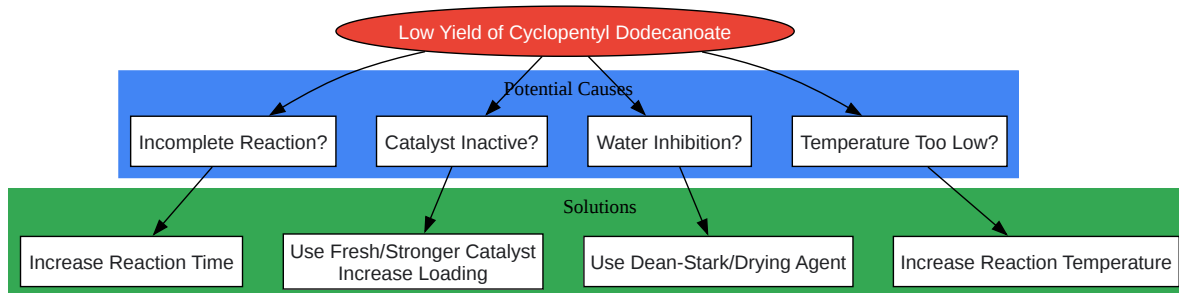 Low Yield of Cyclopentyl Dodecanoate
Potential Causes
Incomplete Reaction?
Catalyst Inactive?
Water Inhibition?
Temperature Too Low?
Solutions
Increase Reaction Time
Use Fresh/Stronger Catalyst
Increase Loading
Use Dean-Stark/Drying Agent
Increase Reaction Temperature